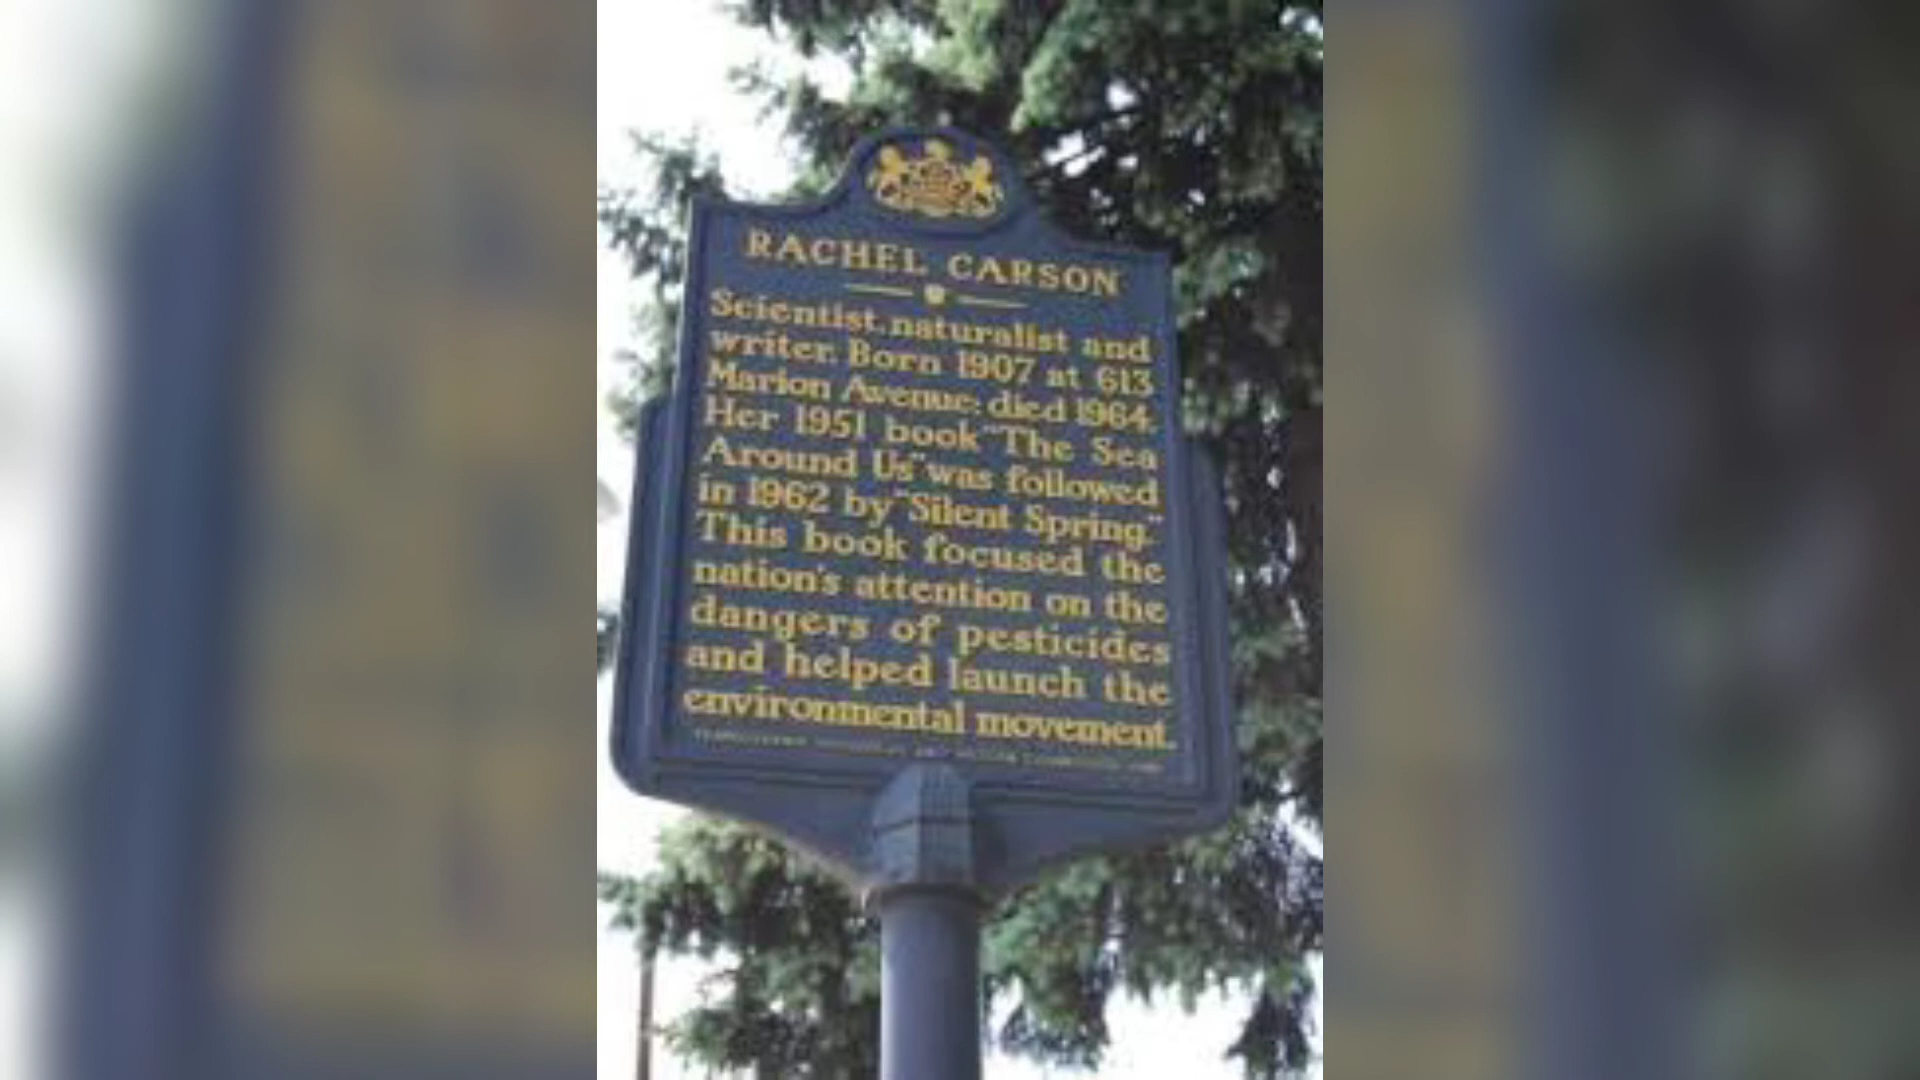 RACHEL CARSON
Scientist, naturalist and
writer. Born 1907 at 613
Marion Avenue; died 1964.
Her 1951 book "The Sea
Around Us" was followed
in 1962 by "Silent Spring."
This book focused the
nation's attention on the
dangers of pesticides
and helped launch the
environmental movement.